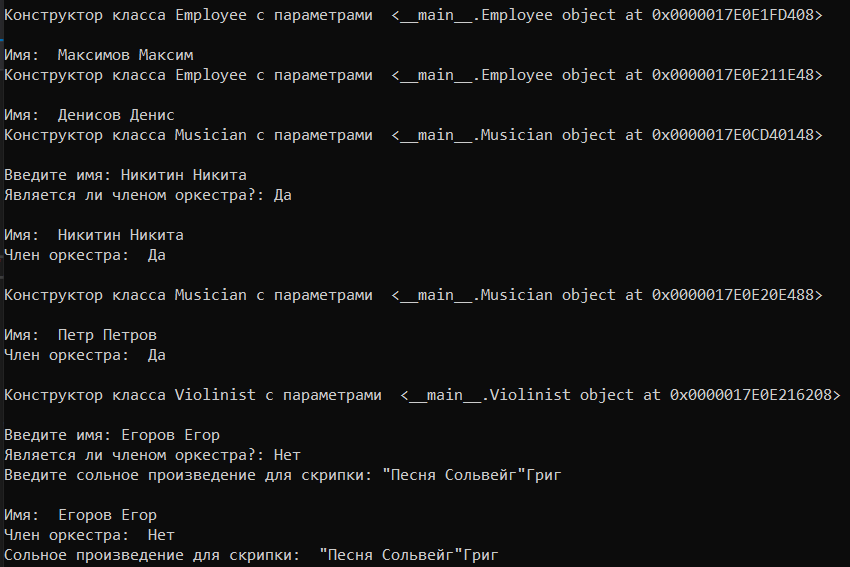 Конструктор класса Employee с параметрами  <__main__.Employee object at 0x0000017E0E1FD408>
Имя:  Максимов Максим
Конструктор класса Employee с параметрами  <__main__.Employee object at 0x0000017E0E211E48>
Имя:  Денисов Денис
Конструктор класса Musician с параметрами  <__main__.Musician object at 0x0000017E0CD40148>
Введите имя: Никитин Никита
Является ли членом оркестра?: Да
Имя:  Никитин Никита
Член оркестра:  Да
Конструктор класса Musician с параметрами  <__main__.Musician object at 0x0000017E0E20E488>
Имя:  Петр Петров
Член оркестра:  Да
Конструктор класса Violinist с параметрами  <__main__.Violinist object at 0x0000017E0E216208>
Введите имя: Егоров Егор
Является ли членом оркестра?: Нет
Введите сольное произведение для скрипки: "Песня Сольвейг"Григ
Имя:  Егоров Егор
Член оркестра:  Нет
Сольное произведение для скрипки:  "Песня Сольвейг"Григ